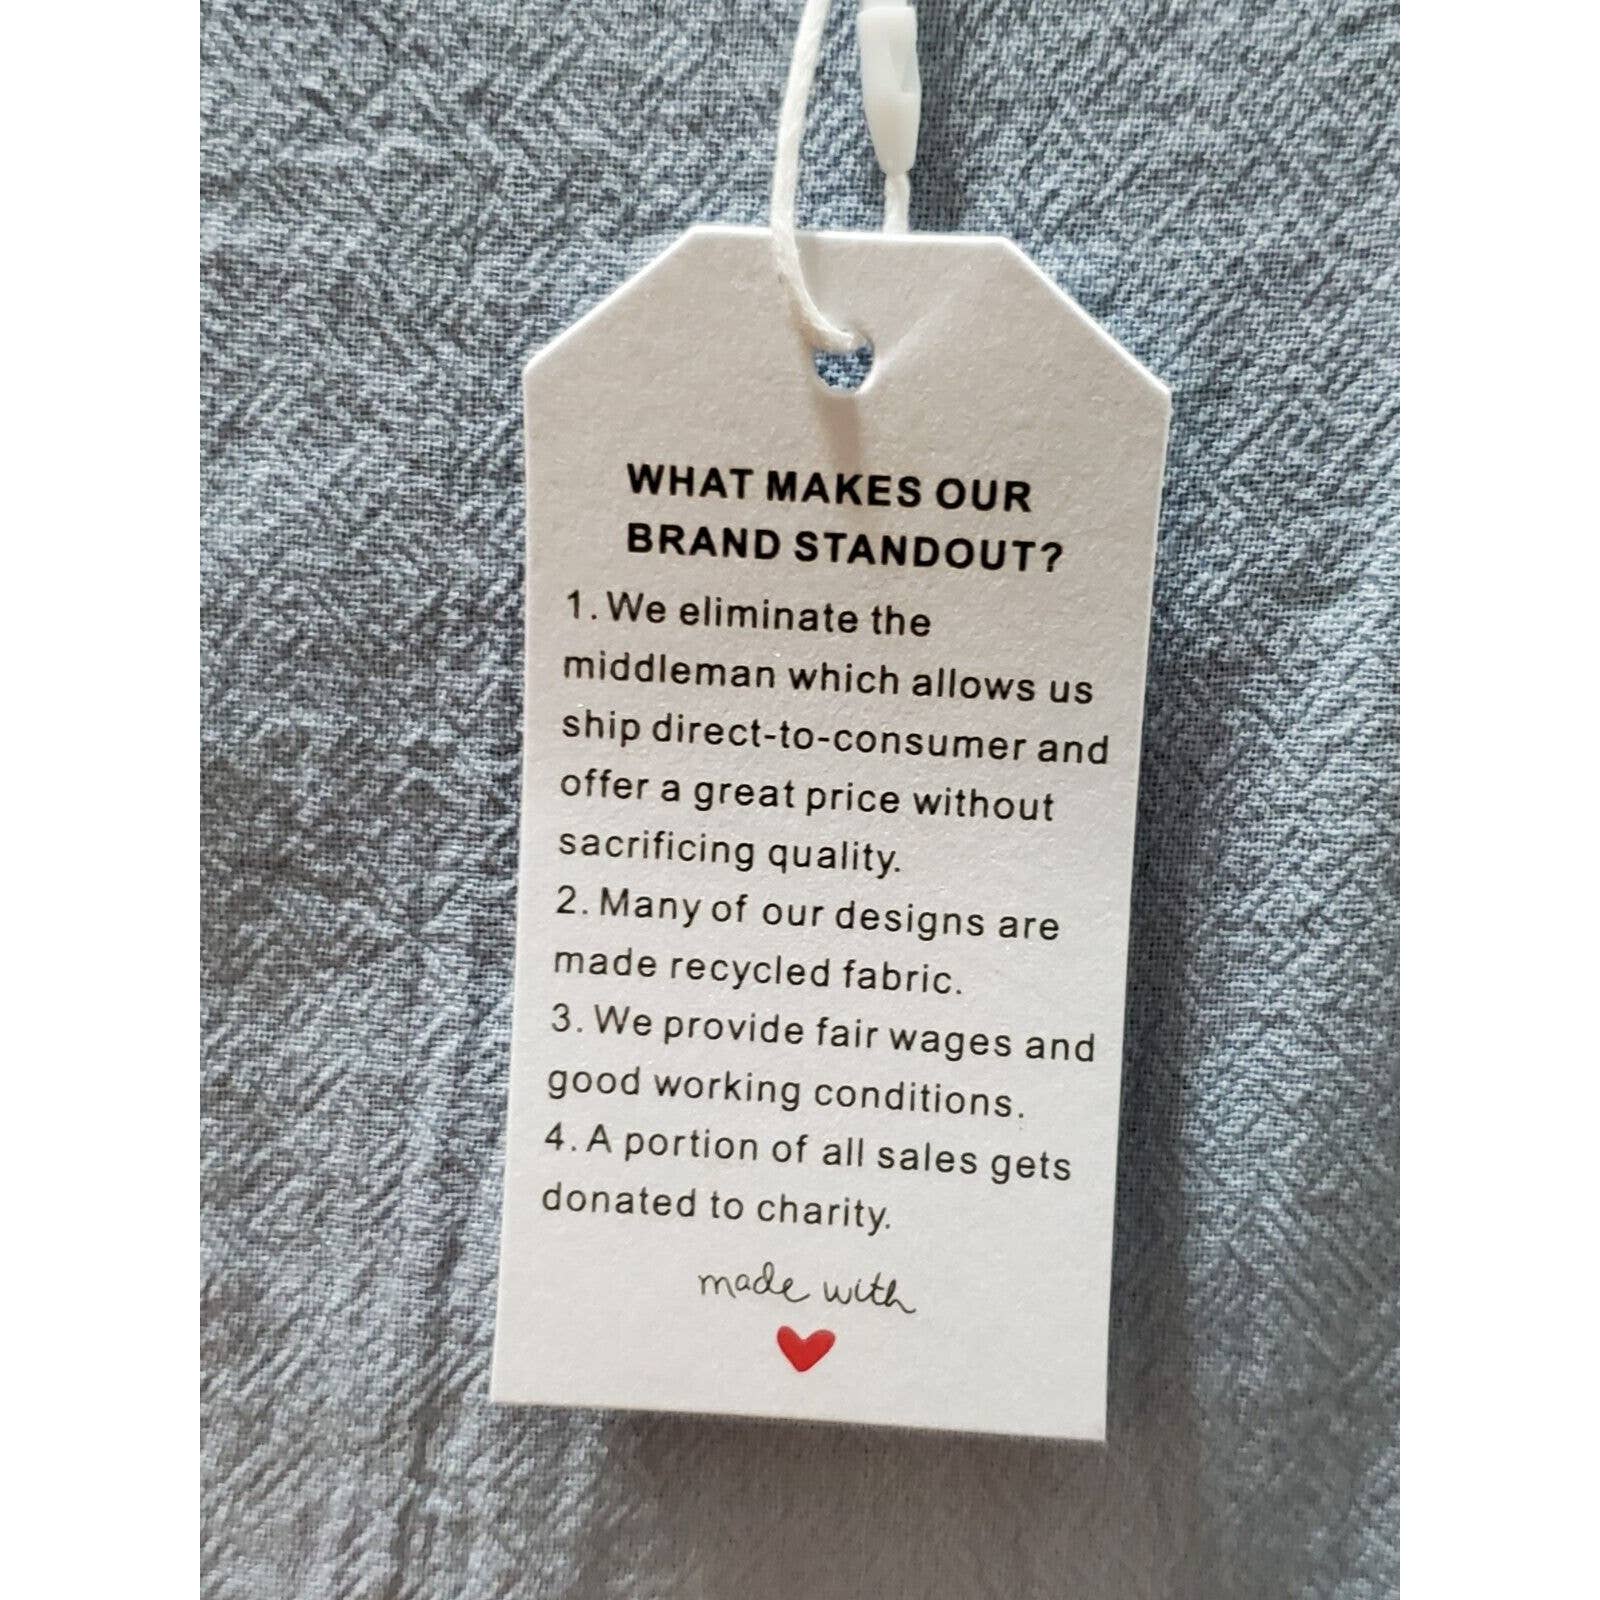 WHAT MAKES OUR
BRAND STANDOUT?
1. We eliminate the
middleman which allows us
ship direct-to-consumer and
offer a great price without
sacrificing quality.
2. Many of our designs are
made recycled fabric.
3. We provide fair wages and
good working conditions.
4. A portion of all sales gets
donated to charity.
made with